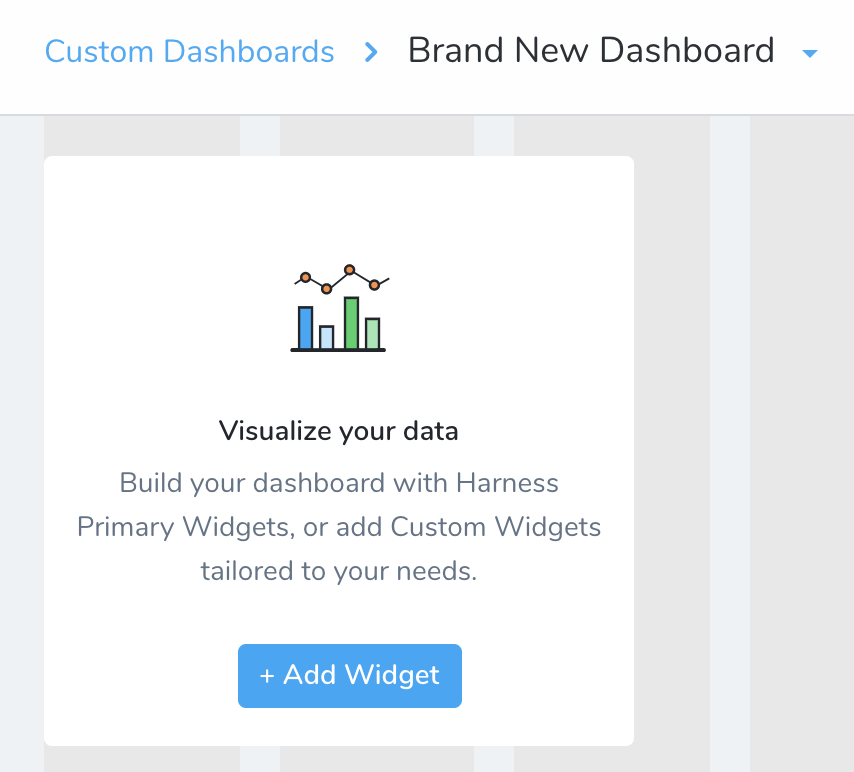 Custom Dashboards > Brand New Dashboard
Visualize your data
Build your dashboard with Harness
Primary Widgets, or add Custom Widgets
tailored to your needs.
+ Add Widget